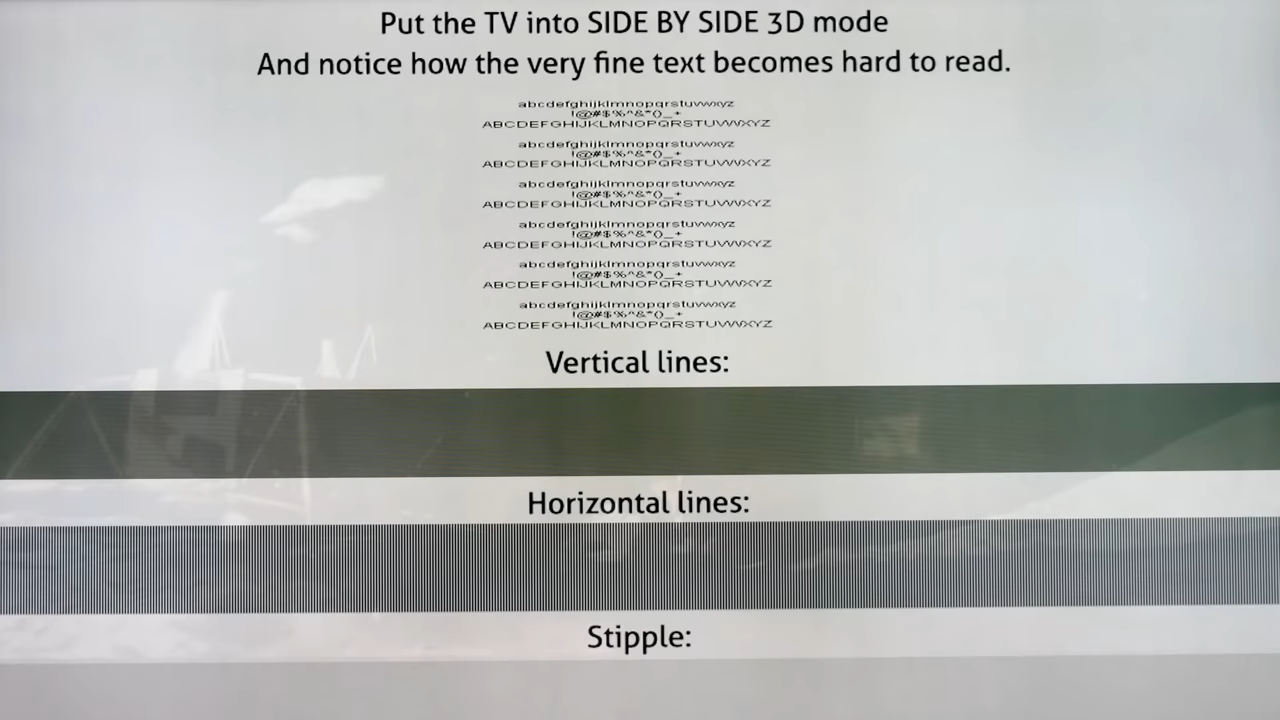 Put the TV into SIDE BY SIDE 3D mode
And notice how the very fine text becomes hard to read.
abcdefghijklmnopqrstuvwxyz
!@#$%^&*()_+
ABCDEFGHIJKLMNOPQRSTUVWXYZ
abcdefghijklmnopqrstuvwxyz
!@#$%^&*()_+
ABCDEFGHIJKLMNOPQRSTUVWXYZ
abcdefghijklmnopqrstuvwxyz
!@#$%^&*()_+
ABCDEFGHIJKLMNOPQRSTUVWXYZ
abcdefghijklmnopqrstuvwxyz
!@#$%^&*()_+
ABCDEFGHIJKLMNOPQRSTUVWXYZ
abcdefghijklmnopqrstuvwxyz
!@#$%^&*()_+
ABCDEFGHIJKLMNOPQRSTUVWXYZ
abcdefghijklmnopqrstuvwxyz
!@#$%^&*()_+
ABCDEFGHIJKLMNOPQRSTUVWXYZ
Vertical lines:
Horizontal lines:
Stipple: